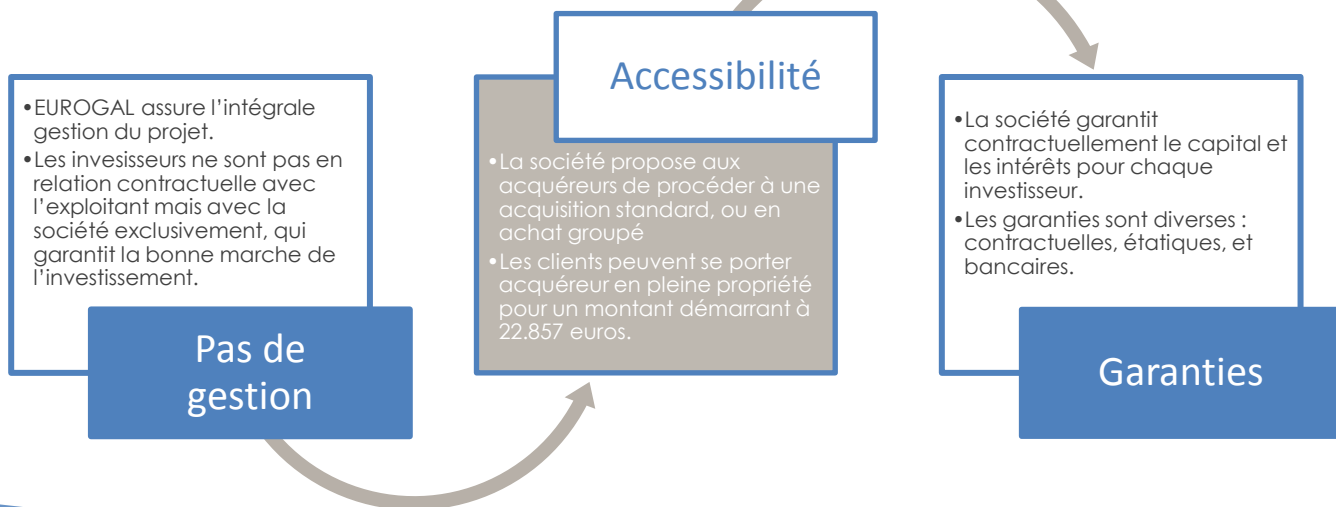 •EUROGAL assure l’intégrale
gestion du projet.
•Les invesisseurs ne sont pas en
relation contractuelle avec
l’exploitant mais avec la
société exclusivement, qui
garantit la bonne marche de
l’investissement.
Pas de
gestion
Accessibilité
•La société propose aux
acquéreurs de procéder à une
acquisition standard, ou en
achat groupé
•Les clients peuvent se porter
acquéreur en pleine propriété
pour un montant démarrant à
22.857 euros.
•La société garantit
contractuellement le capital et
les intérêts pour chaque
investisseur.
•Les garanties sont diverses :
contractuelles, étatiques, et
bancaires.
Garanties